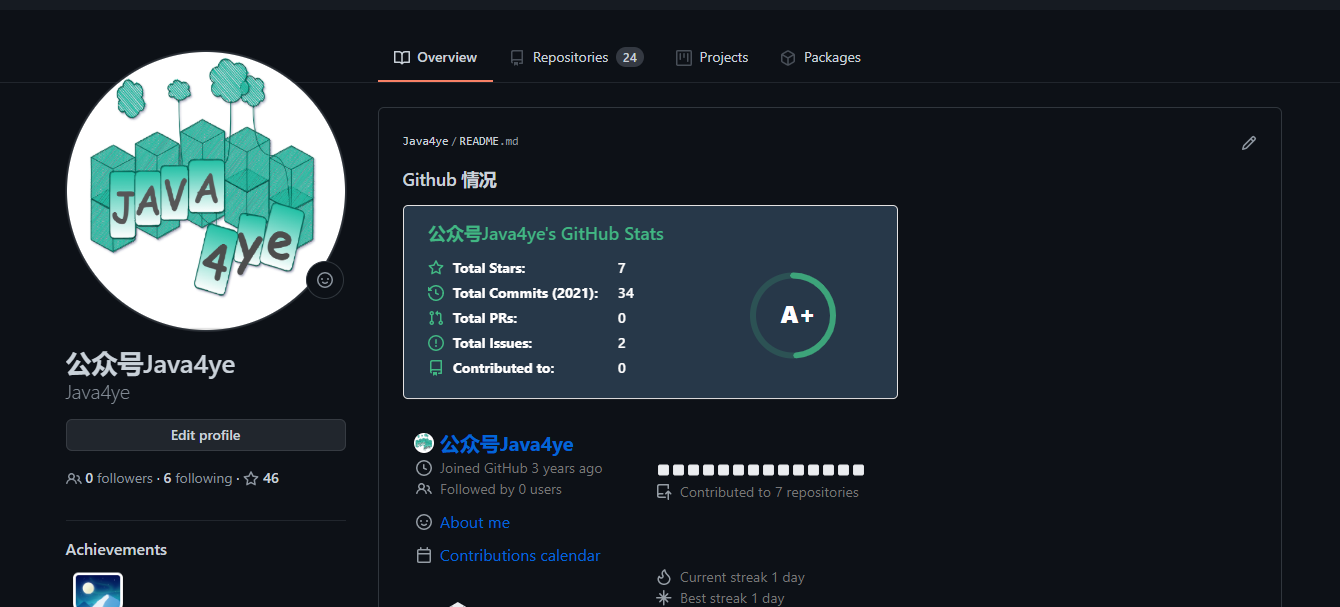 Overview Repositories 24 Projects Packages
JAVA
4ye
公众号Java4ye
Java4ye
Edit profile
0 followers · 6 following · 46
Achievements
Java4ye / README.md
Github 情况
公众号Java4ye's GitHub Stats
Total Stars: 7
Total Commits (2021): 34
Total PRs: 0
Total Issues: 2
Contributed to: 0
A+
公众号Java4ye
Joined GitHub 3 years ago
Followed by 0 users
Contributed to 7 repositories
About me
Contributions calendar
Current streak 1 day
Best streak 1 day